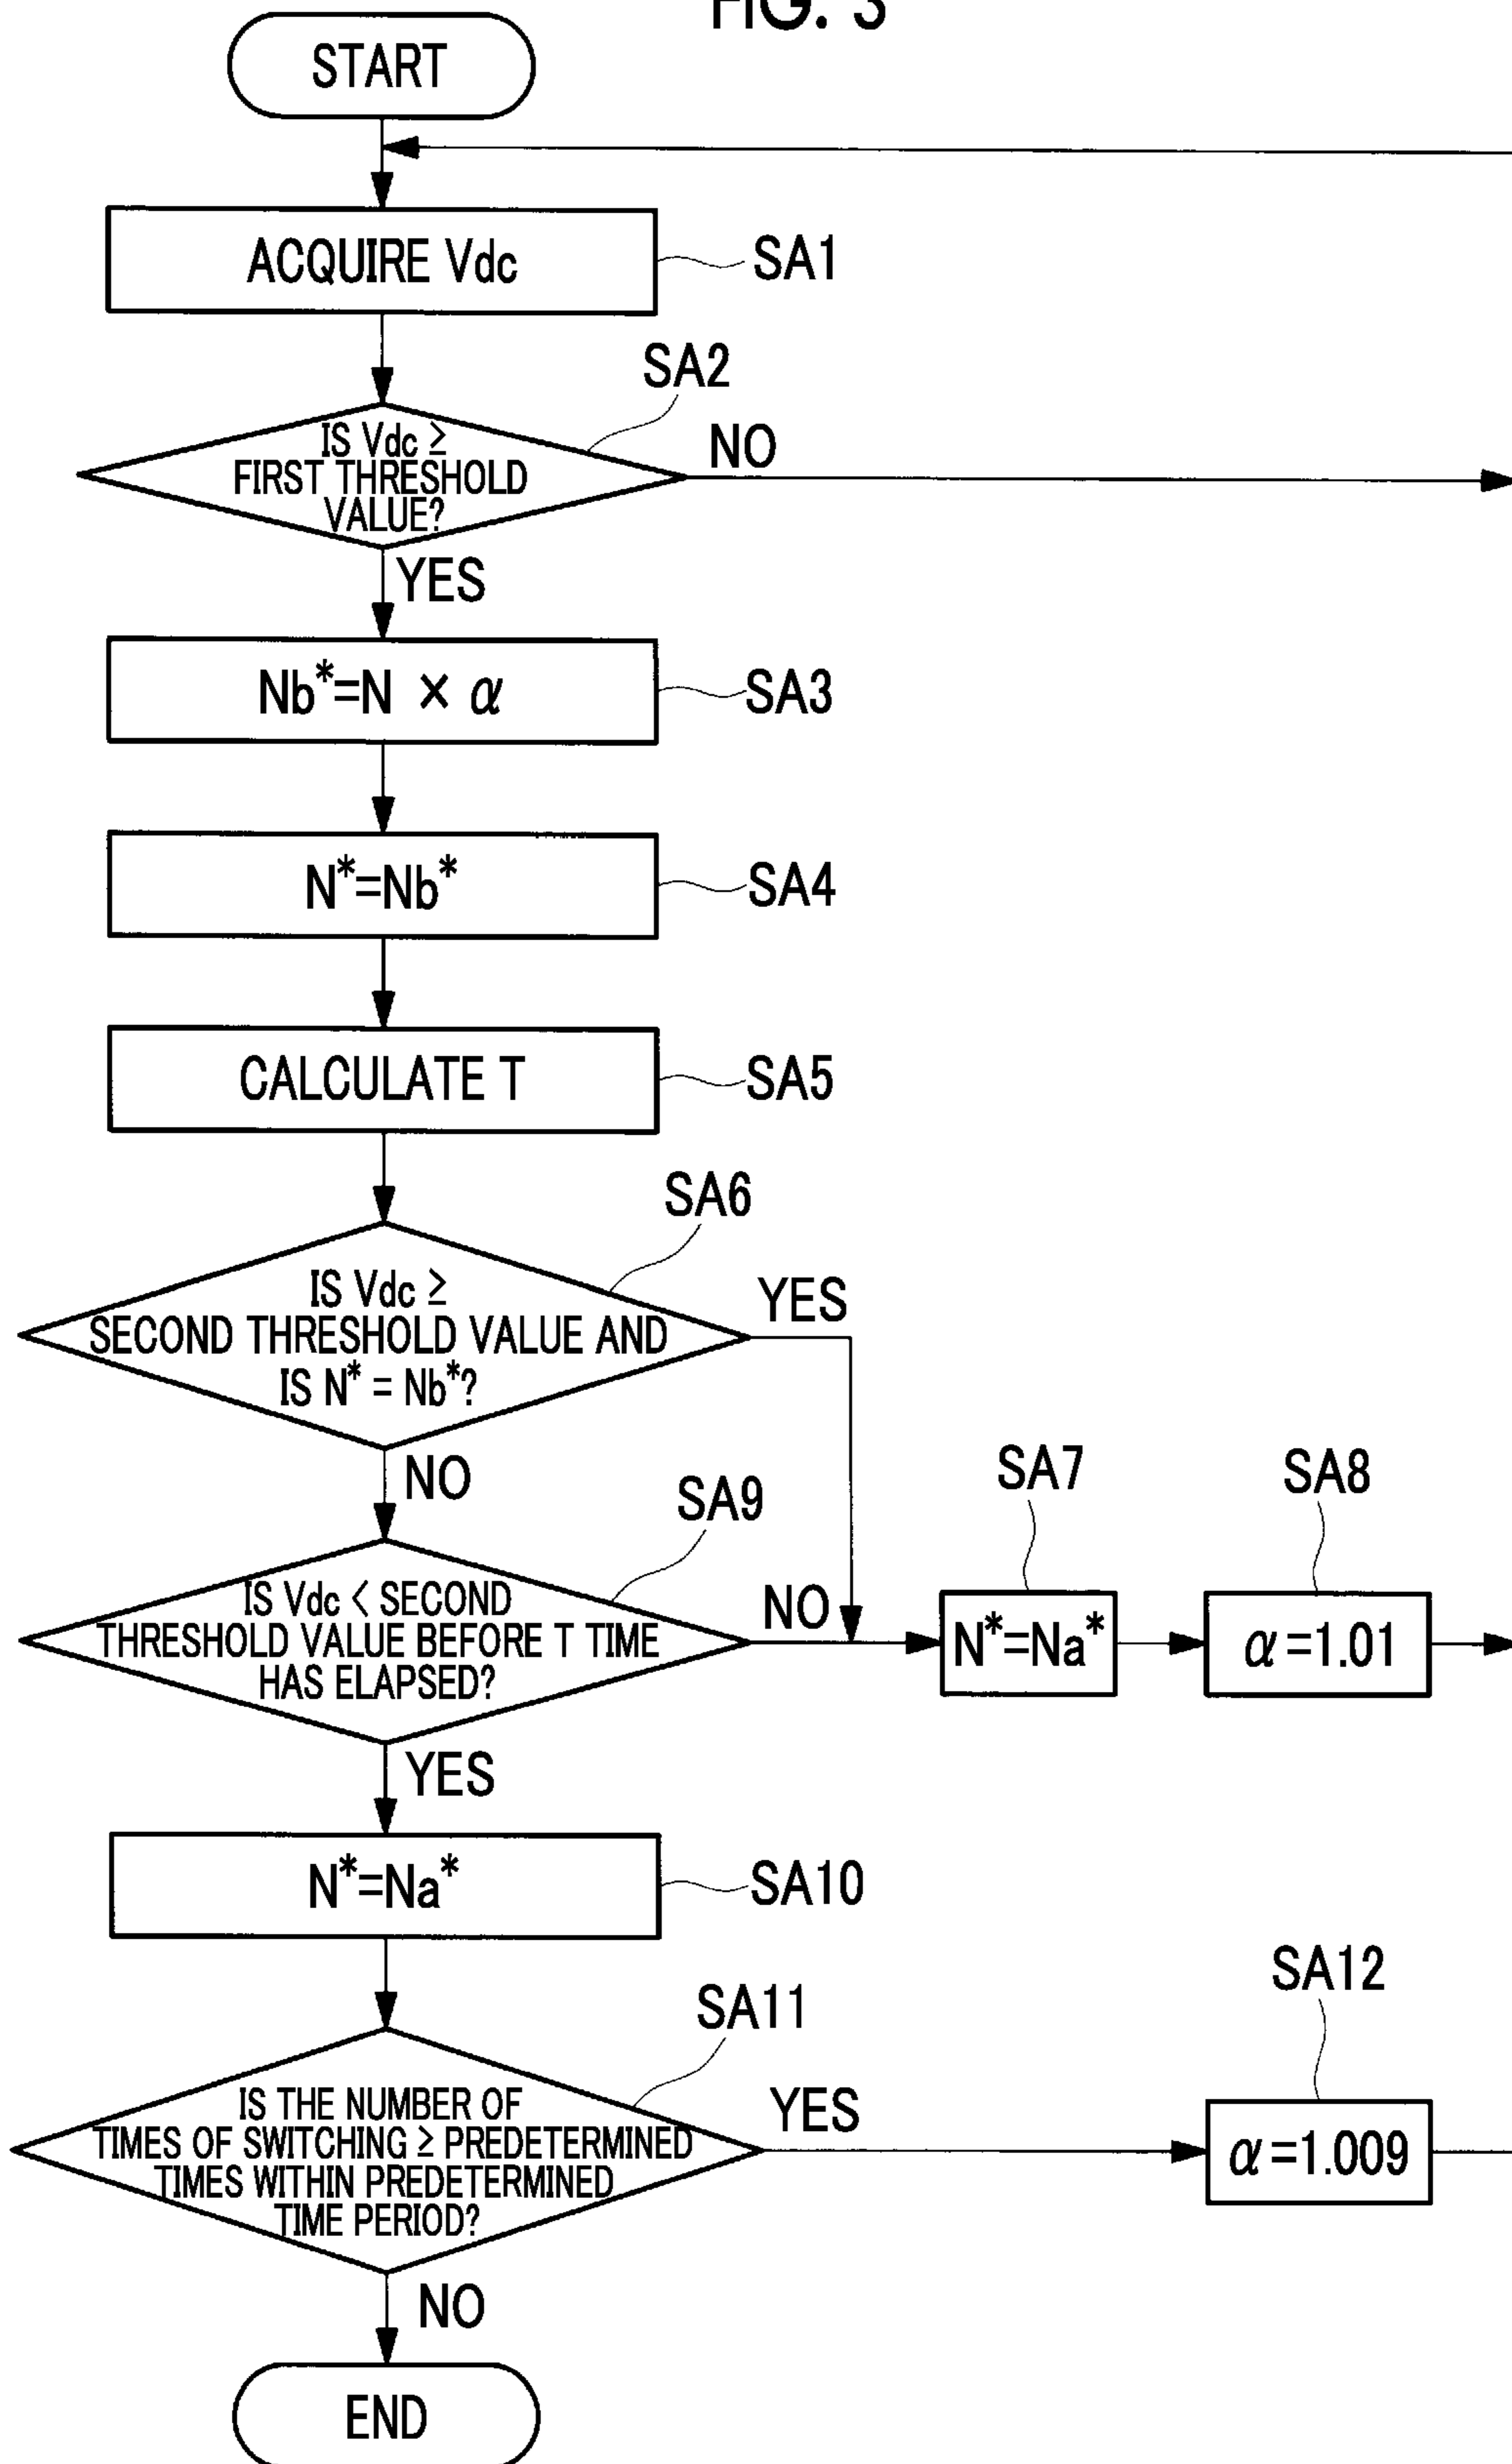 FIG. 3
START
ACQUIRE Vdc
SA1
SA2
IS Vdc ≥
FIRST THRESHOLD
VALUE?
NO
YES
Nb*=N × α
SA3
N*=Nb*
SA4
CALCULATE T
SA5
SA6
IS Vdc ≥
SECOND THRESHOLD VALUE AND
IS N* = Nb*?
YES
NO
SA9
IS Vdc < SECOND
THRESHOLD VALUE BEFORE T TIME
HAS ELAPSED?
NO
SA7
N*=Na*
SA8
α=1.01
YES
N*=Na*
SA10
SA11
IS THE NUMBER OF
TIMES OF SWITCHING ≥ PREDETERMINED
TIMES WITHIN PREDETERMINED
TIME PERIOD?
YES
SA12
α=1.009
NO
END